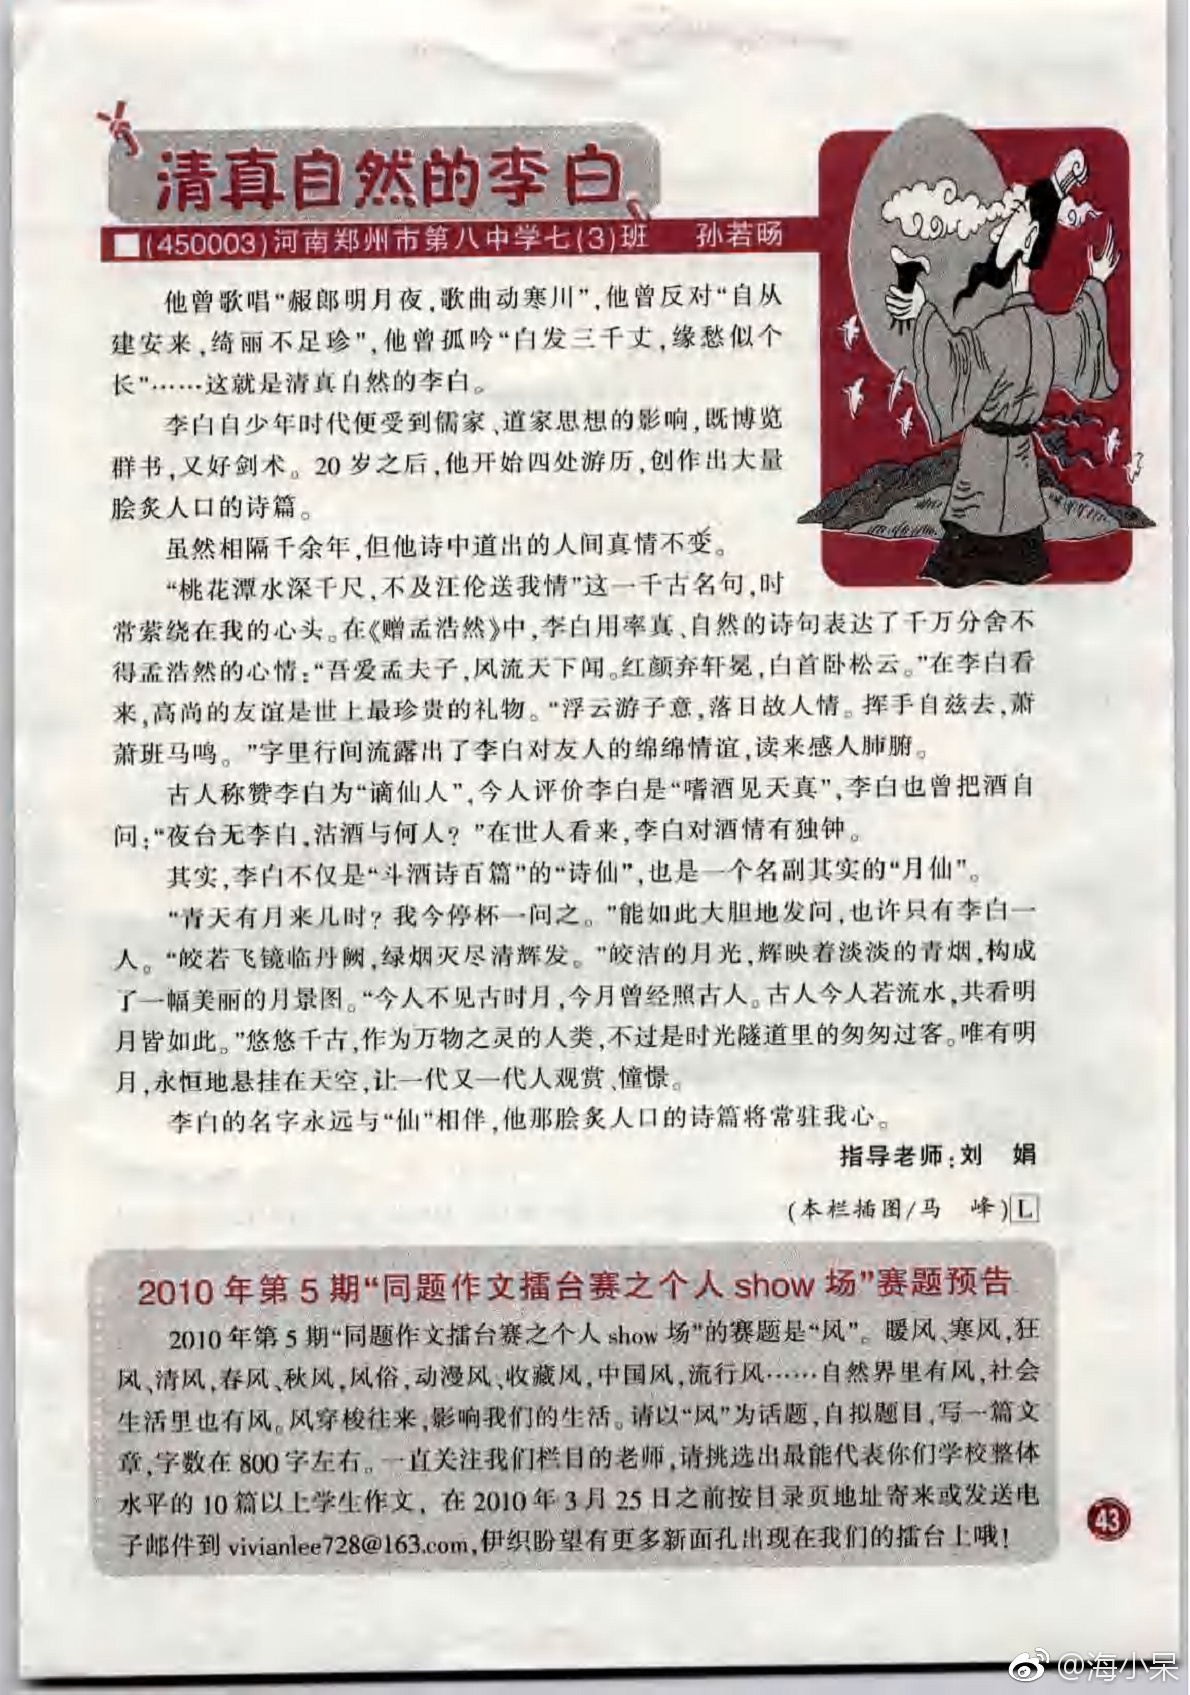 清真自然的李白
■(450003)河南郑州市第八中学七(3)班 孙若旸
他曾歌唱“赧郎明月夜,歌曲动寒川”,他曾反对“自从
建安来,绮丽不足珍”,他曾孤吟“白发三千丈,缘愁似个
长”……这就是清真自然的李白。
李白自少年时代便受到儒家、道家思想的影响,既博览
群书,又好剑术。20岁之后,他开始四处游历,创作出大量
脍炙人口的诗篇。
虽然相隔千余年,但他诗中道出的人间真情不变。
“桃花潭水深千尺,不及汪伦送我情”这一千古名句,时
常萦绕在我的心头。在《赠孟浩然》中,李白用率真、自然的诗句表达了千万分舍不
得孟浩然的心情:“吾爱孟夫子,风流天下闻。红颜弃轩冕,白首卧松云。”在李白看
来,高尚的友谊是世上最珍贵的礼物。“浮云游子意,落日故人情。挥手自兹去,萧
萧班马鸣。”字里行间流露出了李白对友人的绵绵情谊,读来感人肺腑。
古人称赞李白为“谪仙人”,今人评价李白是“嗜酒见天真”,李白也曾把酒自
问:“夜台无李白,沽酒与何人?”在世人看来,李白对酒情有独钟。
其实,李白不仅是“斗酒诗百篇”的“诗仙”,也是一个名副其实的“月仙”。
“青天有月来几时?我今停杯一问之。”能如此大胆地发问,也许只有李白一
人。“皎若飞镜临丹阙,绿烟灭尽清辉发。”皎洁的月光,辉映着淡淡的青烟,构成
了一幅美丽的月景图。“今人不见古时月,今月曾经照古人。古人今人若流水,共看明
月皆如此。”悠悠千古,作为万物之灵的人类,不过是时光隧道里的匆匆过客。唯有明
月,永恒地悬挂在天空,让一代又一代人观赏、憧憬。
李白的名字永远与“仙”相伴,他那脍炙人口的诗篇将常驻我心。
指导老师:刘 娟
(本栏插图/马 峰)L
2010年第5期“同题作文擂台赛之个人show场”赛题预告
2010年第5期“同题作文擂台赛之个人show场”的赛题是“风”。暖风、寒风,狂
风、清风,春风、秋风,风俗,动漫风、收藏风,中国风,流行风……自然界里有风,社会
生活里也有风。风穿梭往来,影响我们的生活。请以“风”为话题,自拟题目,写一篇文
章,字数在800字左右。一直关注我们栏目的老师,请挑选出最能代表你们学校整体
水平的10篇以上学生作文,在2010年3月25日之前按目录页地址寄来或发送电
子邮件到vivianlee728@163.com,伊织盼望有更多新面孔出现在我们的擂台上哦!
43
@海小呆